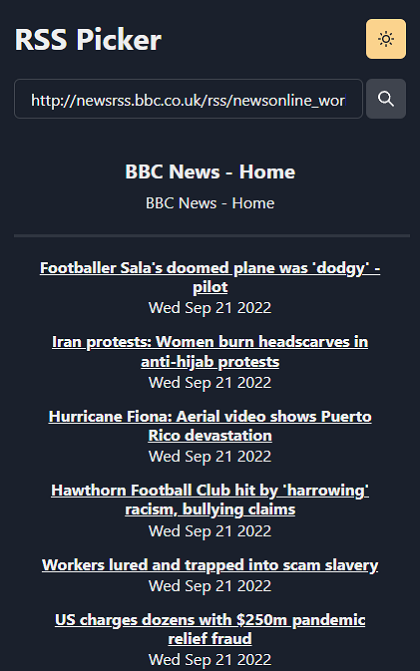 RSS Picker
http://newsrss.bbc.co.uk/rss/newsonline_wor
BBC News - Home
BBC News - Home
Footballer Sala's doomed plane was 'dodgy' -
pilot
Wed Sep 21 2022
Iran protests: Women burn headscarves in
anti-hijab protests
Wed Sep 21 2022
Hurricane Fiona: Aerial video shows Puerto
Rico devastation
Wed Sep 21 2022
Hawthorn Football Club hit by 'harrowing'
racism, bullying claims
Wed Sep 21 2022
Workers lured and trapped into scam slavery
Wed Sep 21 2022
US charges dozens with $250m pandemic
relief fraud
Wed Sep 21 2022